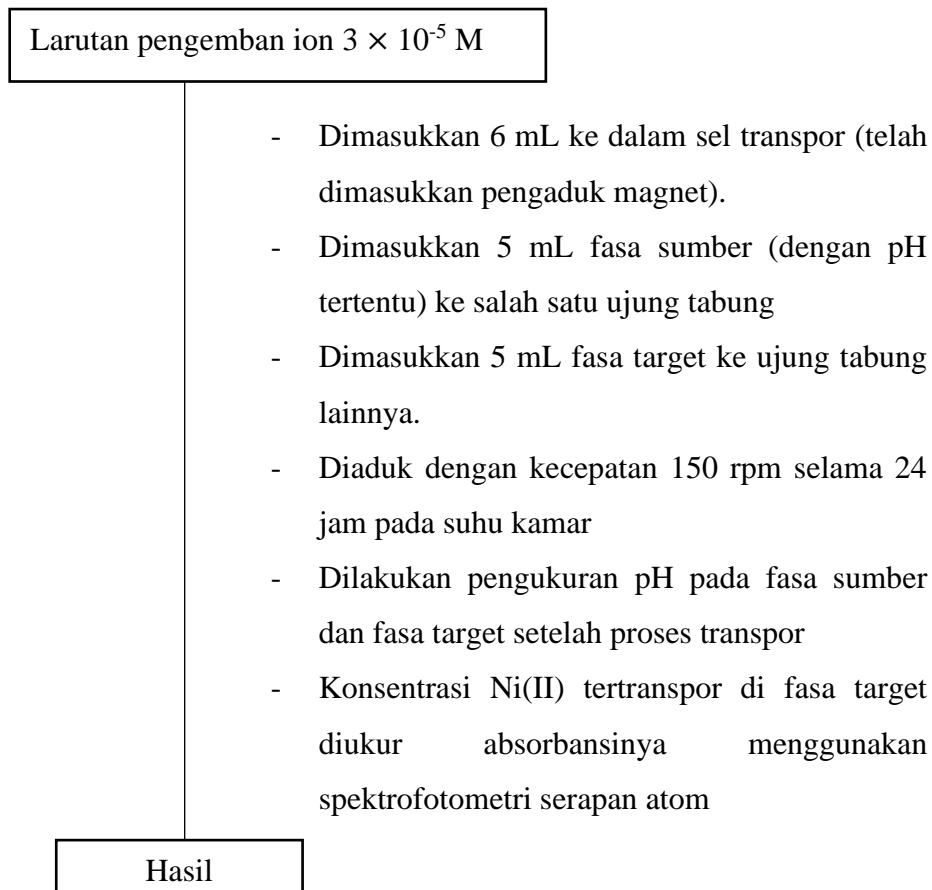 Larutan pengemban ion 3 × 10⁻⁵ M
- Dimasukkan 6 mL ke dalam sel transpor (telah
dimasukkan pengaduk magnet).
- Dimasukkan 5 mL fasa sumber (dengan pH
tertentu) ke salah satu ujung tabung
- Dimasukkan 5 mL fasa target ke ujung tabung
lainnya.
- Diaduk dengan kecepatan 150 rpm selama 24
jam pada suhu kamar
- Dilakukan pengukuran pH pada fasa sumber
dan fasa target setelah proses transpor
- Konsentrasi Ni(II) tertranspor di fasa target
diukur absorbansinya menggunakan
spektrofotometri serapan atom
Hasil